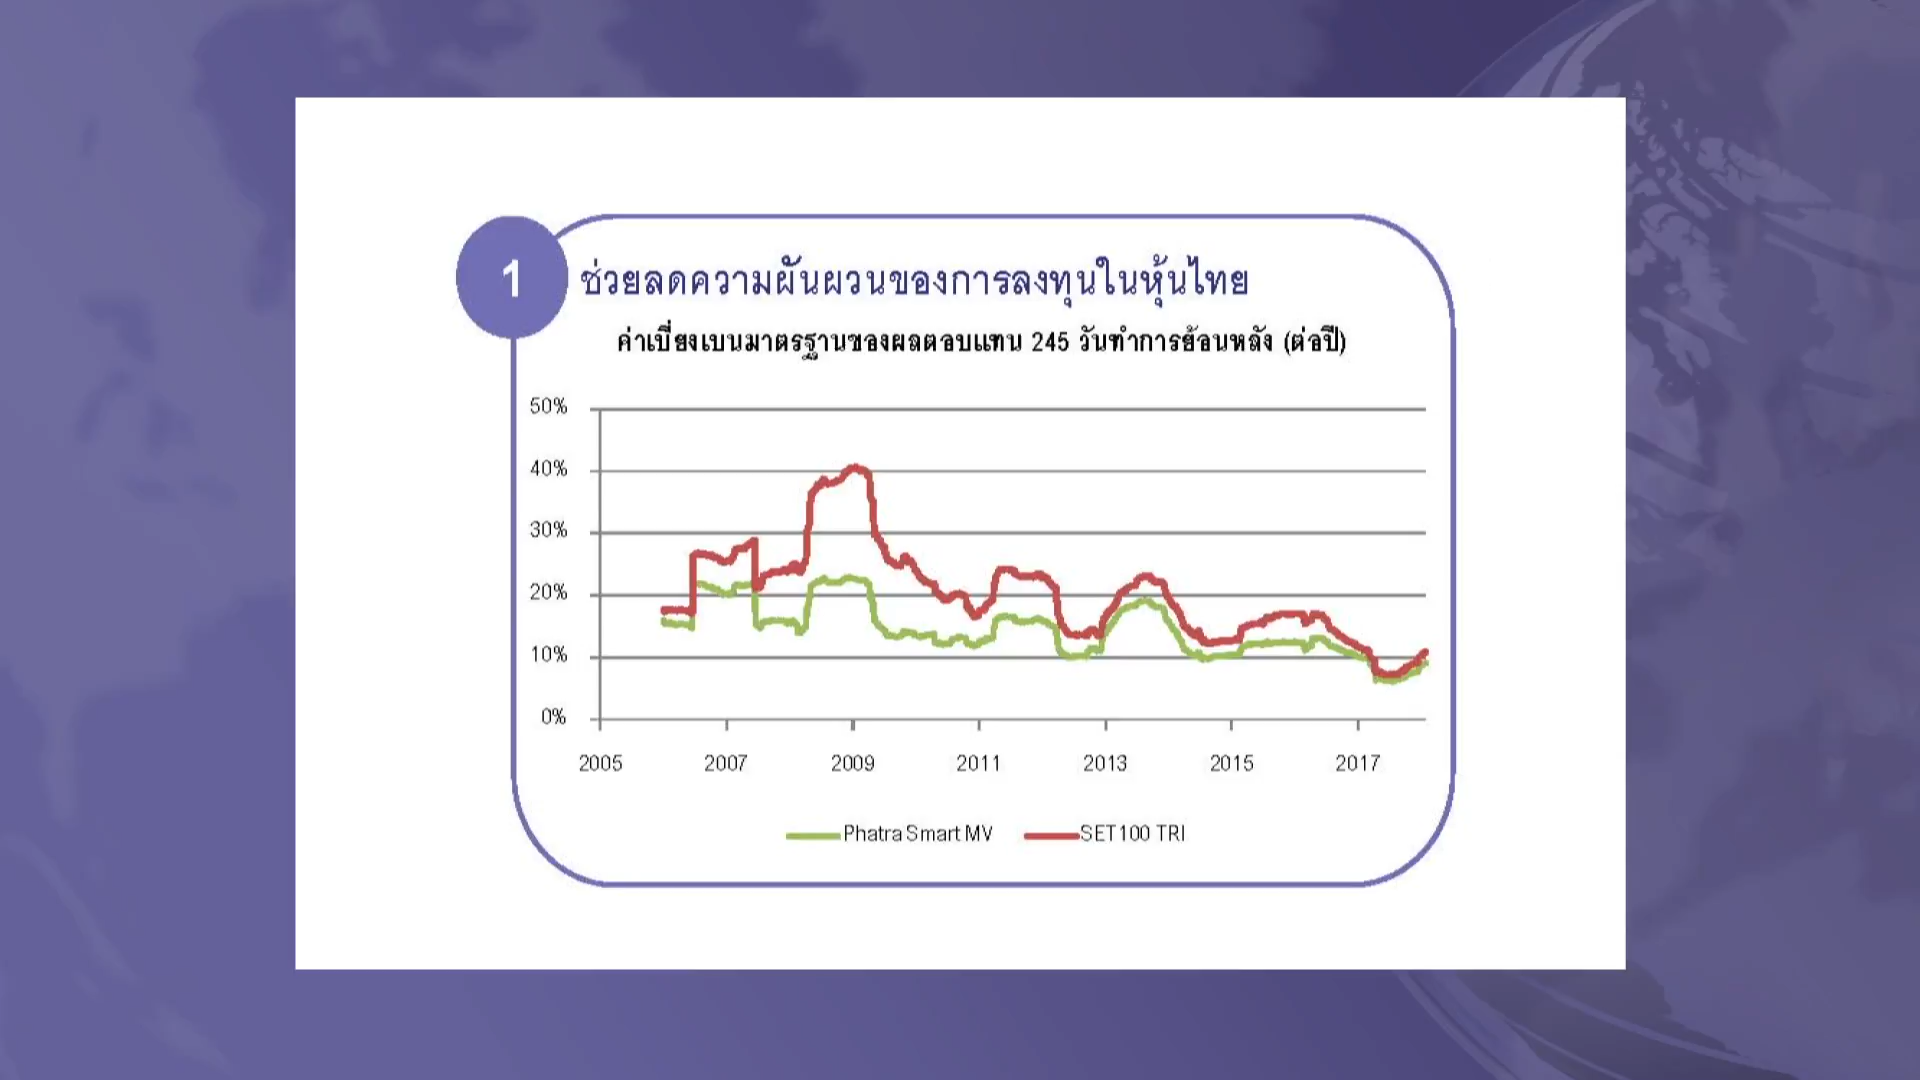 1
ช่วยลดความผันผวนของการลงทุนในหุ้นไทย
ค่าเบี่ยงเบนมาตรฐานของผลตอบแทน 245 วันทำการย้อนหลัง (ต่อปี)
50%
40%
30%
20%
10%
0%
2005 2007 2009 2011 2013 2015 2017
Phatra Smart MV SET100 TRI